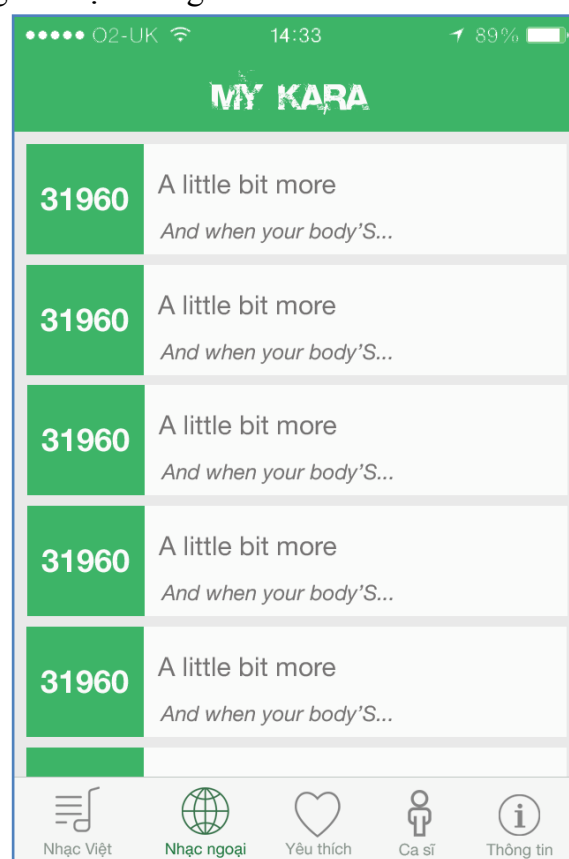 O2-UK 14:33 89%
MY KARA
31960 A little bit more
And when your body'S...
31960 A little bit more
And when your body'S...
31960 A little bit more
And when your body'S...
31960 A little bit more
And when your body'S...
31960 A little bit more
And when your body'S...
Nhạc Việt Nhạc ngoại Yêu thích Ca sĩ Thông tin